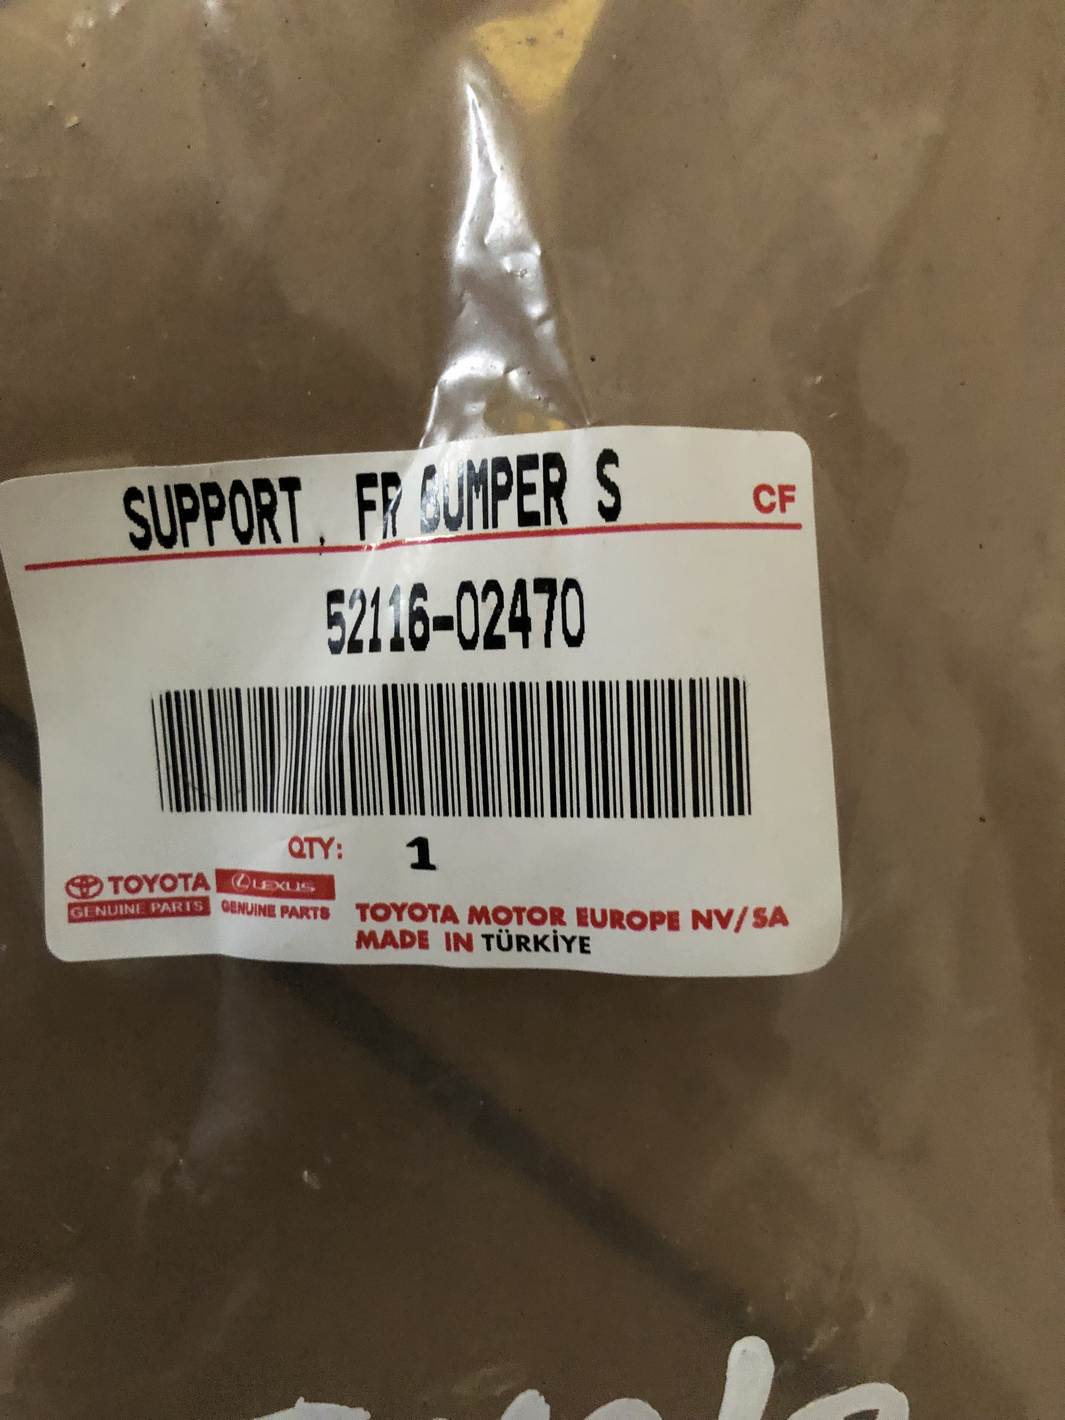 SUPPORT, FR BUMPER S
CF
52116-02470
QTY: 1
TOYOTA
GENUINE PARTS
LEXUS
GENUINE PARTS
TOYOTA MOTOR EUROPE NV/SA
MADE IN TÜRKİYE